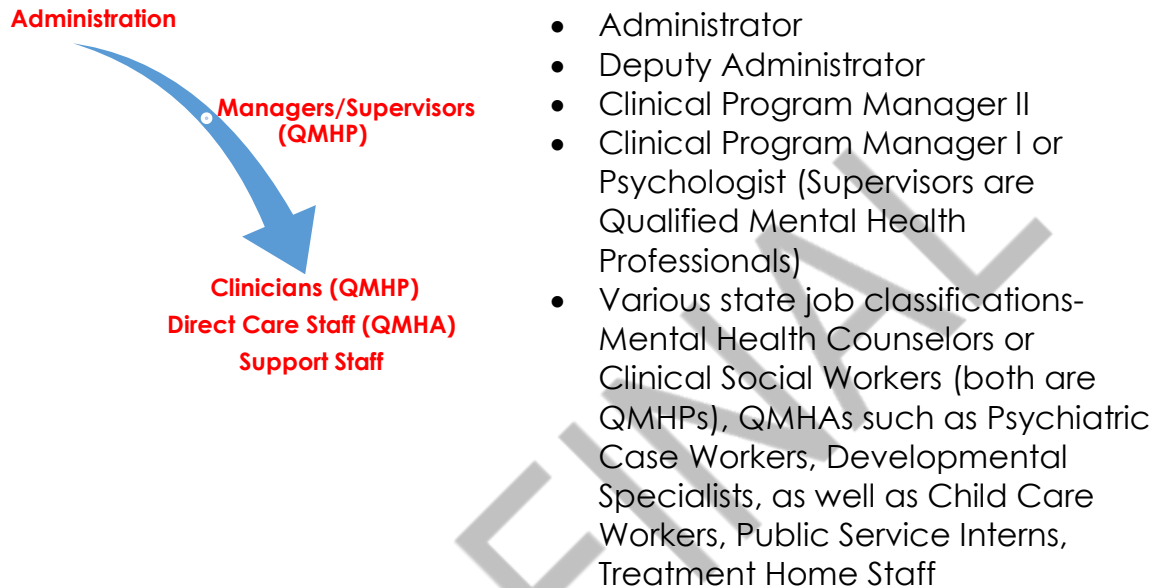 Administration
Managers/Supervisors
(QMHP)
Clinicians (QMHP)
Direct Care Staff (QMHA)
Support Staff
• Administrator
• Deputy Administrator
• Clinical Program Manager II
• Clinical Program Manager I or
Psychologist (Supervisors are
Qualified Mental Health
Professionals)
• Various state job classifications-
Mental Health Counselors or
Clinical Social Workers (both are
QMHPs), QMHAs such as Psychiatric
Case Workers, Developmental
Specialists, as well as Child Care
Workers, Public Service Interns,
Treatment Home Staff
FINAL